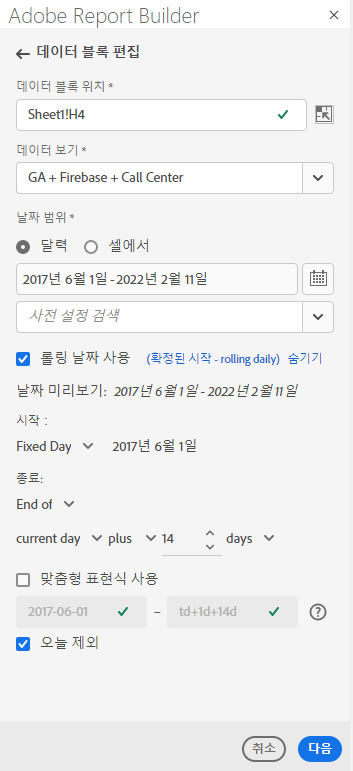 Adobe Report Builder
데이터 블록 편집
데이터 블록 위치 *
Sheet1!H4
데이터 보기 *
GA + Firebase + Call Center
날짜 범위 *
달력 셀에서
2017년 6월 1일 - 2022년 2월 11일
사전 설정 검색
롤링 날짜 사용 (확정된 시작 - rolling daily) 숨기기
날짜 미리보기: 2017년 6월 1일 - 2022년 2월 11일
시작 :
Fixed Day 2017년 6월 1일
종료:
End of
current day plus 14 days
맞춤형 표현식 사용
2017-06-01 – td+1d+14d
오늘 제외
취소 다음